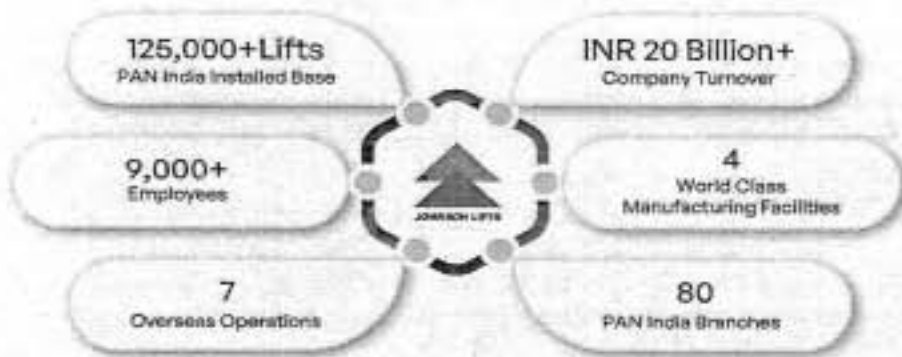 125,000+Lifts
PAN India Installed Base
INR 20 Billion+
Company Turnover
9,000+
Employees
JOHNSON LIFTS
4
World Class
Manufacturing Facilities
7
Overseas Operations
80
PAN India Branches